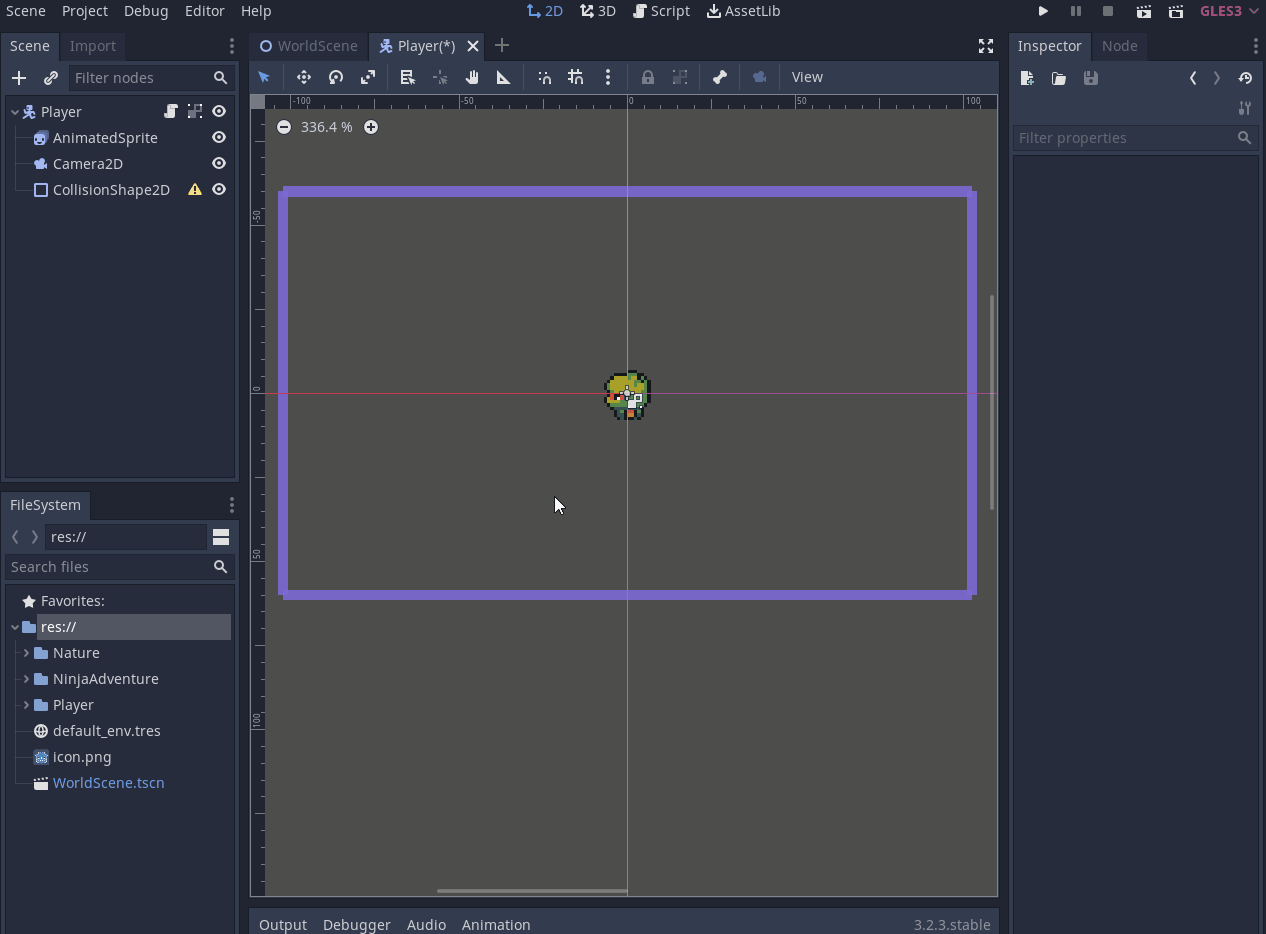 Scene Project Debug Editor Help 2D 3D Script AssetLib GLES3
Scene Import
Filter nodes
Player
AnimatedSprite
Camera2D
CollisionShape2D
FileSystem
res://
Search files
Favorites:
res://
Nature
NinjaAdventure
Player
default_env.tres
icon.png
WorldScene.tscn
WorldScene Player(*)
View
-100 -50 0 50 100
336.4 %
-50
0
50
100
Output Debugger Audio Animation 3.2.3.stable
Inspector Node
Filter properties